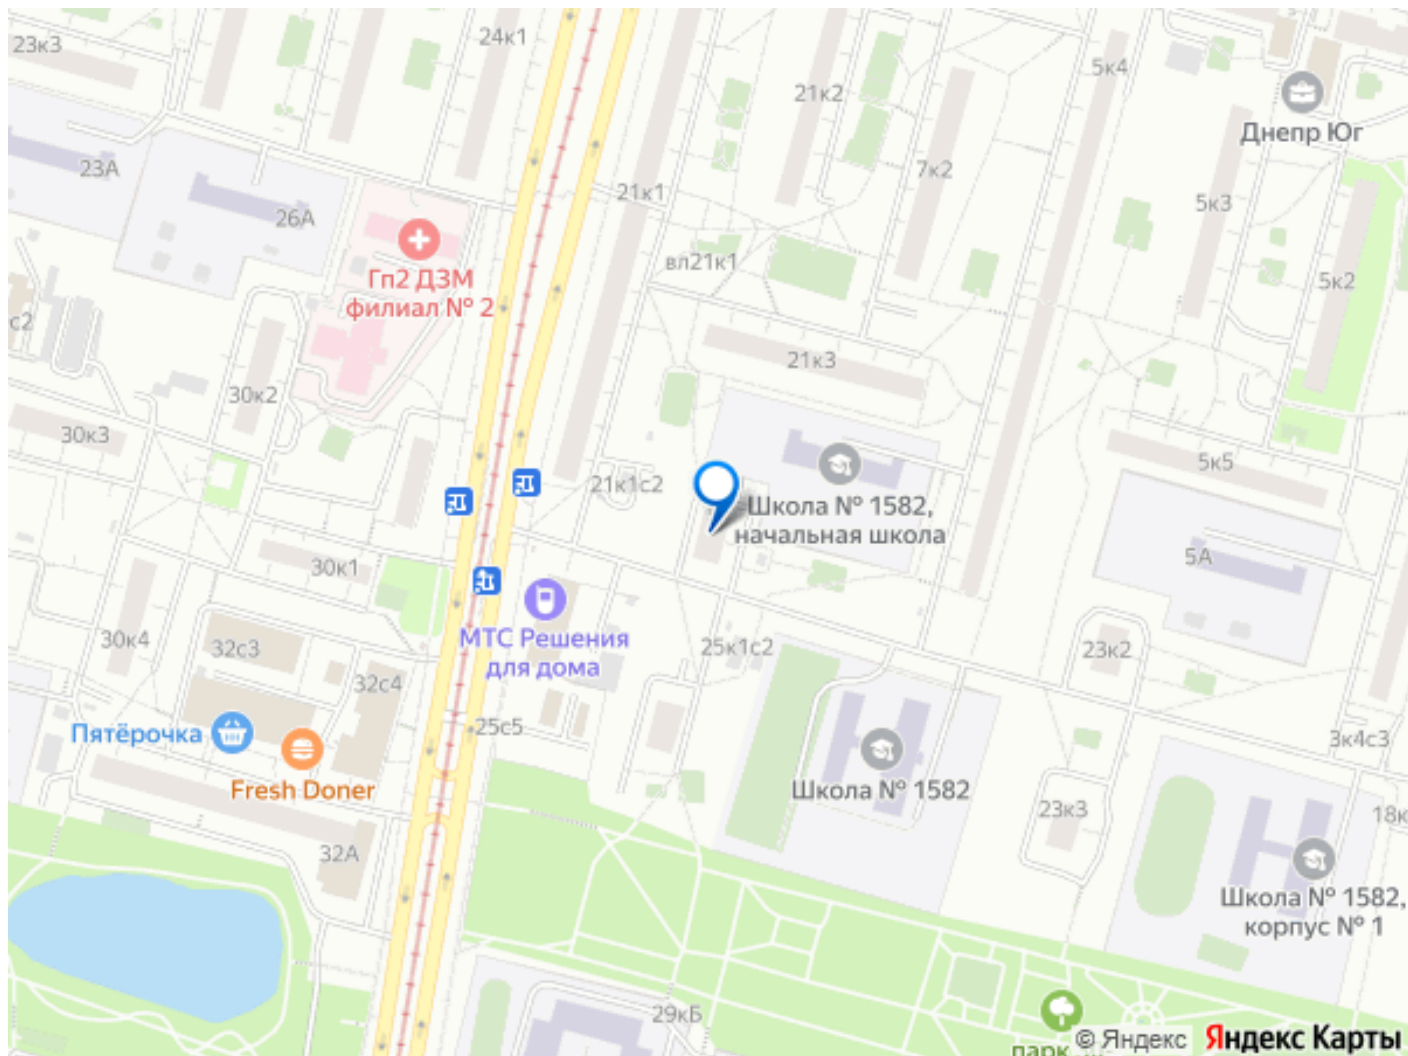 23к3
24к1
5к4
21к2
Днепр Юг
23А
7к2
21к1
5к3
26А
вл21к1
Гп2 ДЗМ
филиал № 2
5к2
с2
21к3
30к2
30к3
5к5
21к1с2
Школа № 1582,
начальная школа
5А
30к1
МТС Решения
для дома
30к4
32с3
25к1с2
23к2
32с4
25с5
Пятёрочка
3к4с3
Fresh Doner
Школа № 1582
23к3
18к
32А
Школа № 1582,
корпус № 1
29кБ
парк
© Яндекс Яндекс Карты